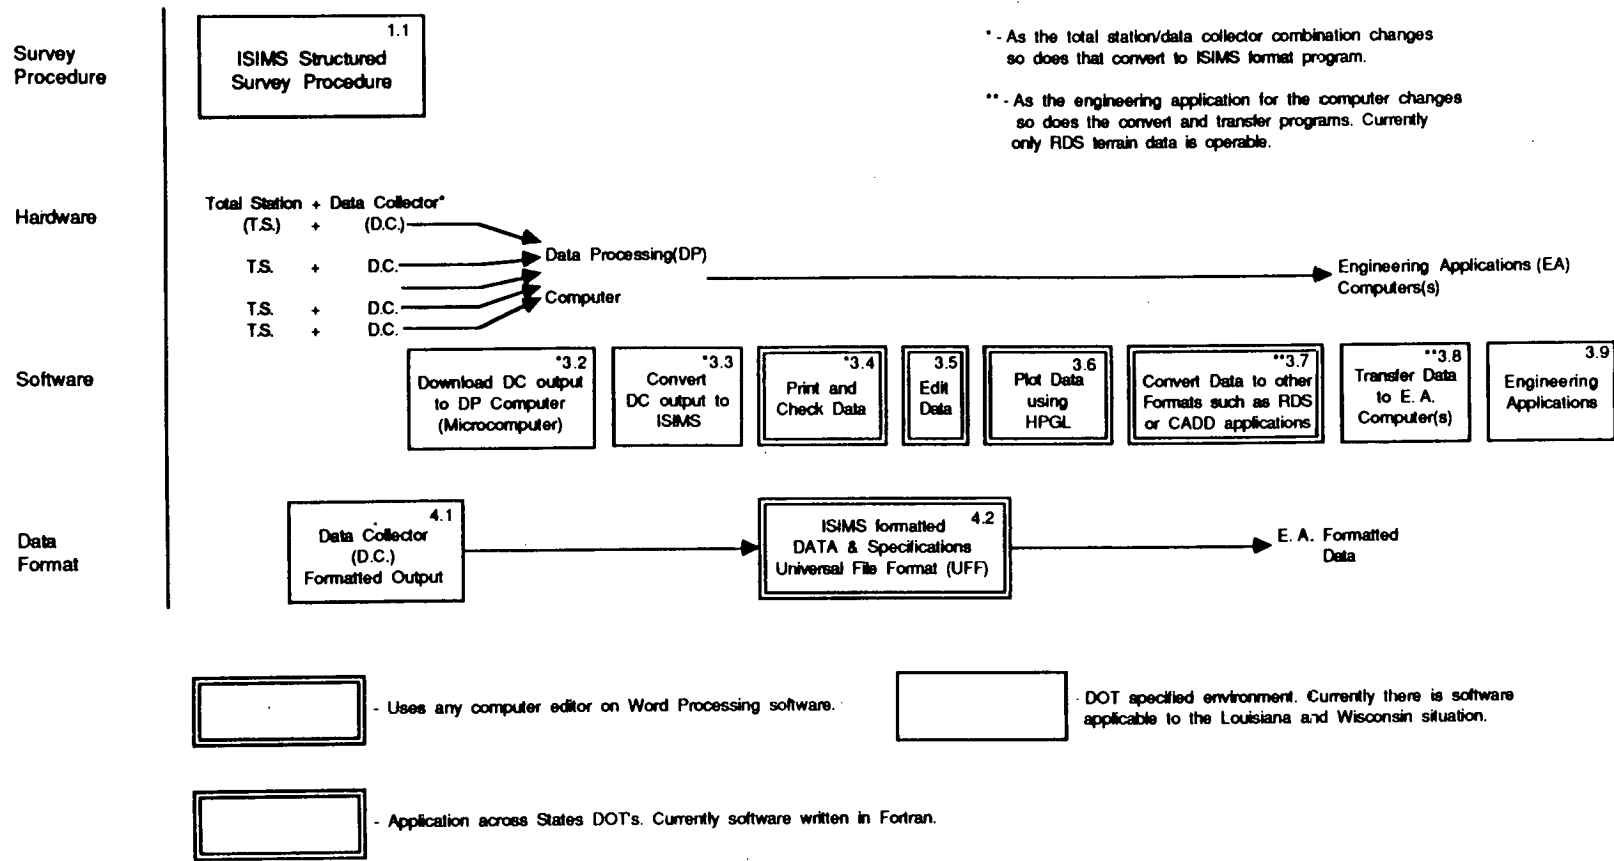 Survey
Procedure
1.1
ISIMS Structured
Survey Procedure
* - As the total station/data collector combination changes
so does that convert to ISIMS format program.
** - As the engineering application for the computer changes
so does the convert and transfer programs. Currently
only RDS terrain data is operable.
Hardware
Total Station + Data Collector*
(T.S.) + (D.C.)
T.S. + D.C.
T.S. + D.C.
T.S. + D.C.
Data Processing(DP)
Computer
Engineering Applications (EA)
Computers(s)
Software
*3.2
Download DC output
to DP Computer
(Microcomputer)
*3.3
Convert
DC output to
ISIMS
*3.4
Print and
Check Data
3.5
Edit
Data
3.6
Plot Data
using
HPGL
**3.7
Convert Data to other
Formats such as RDS
or CADD applications
**3.8
Transfer Data
to E. A.
Computer(s)
3.9
Engineering
Applications
Data
Format
4.1
Data Collector
(D.C.)
Formatted Output
4.2
ISIMS formatted
DATA & Specifications
Universal File Format (UFF)
E. A. Formatted
Data
- Uses any computer editor on Word Processing software.
- DOT specified environment. Currently there is software
applicable to the Louisiana and Wisconsin situation.
- Application across States DOT's. Currently software written in Fortran.